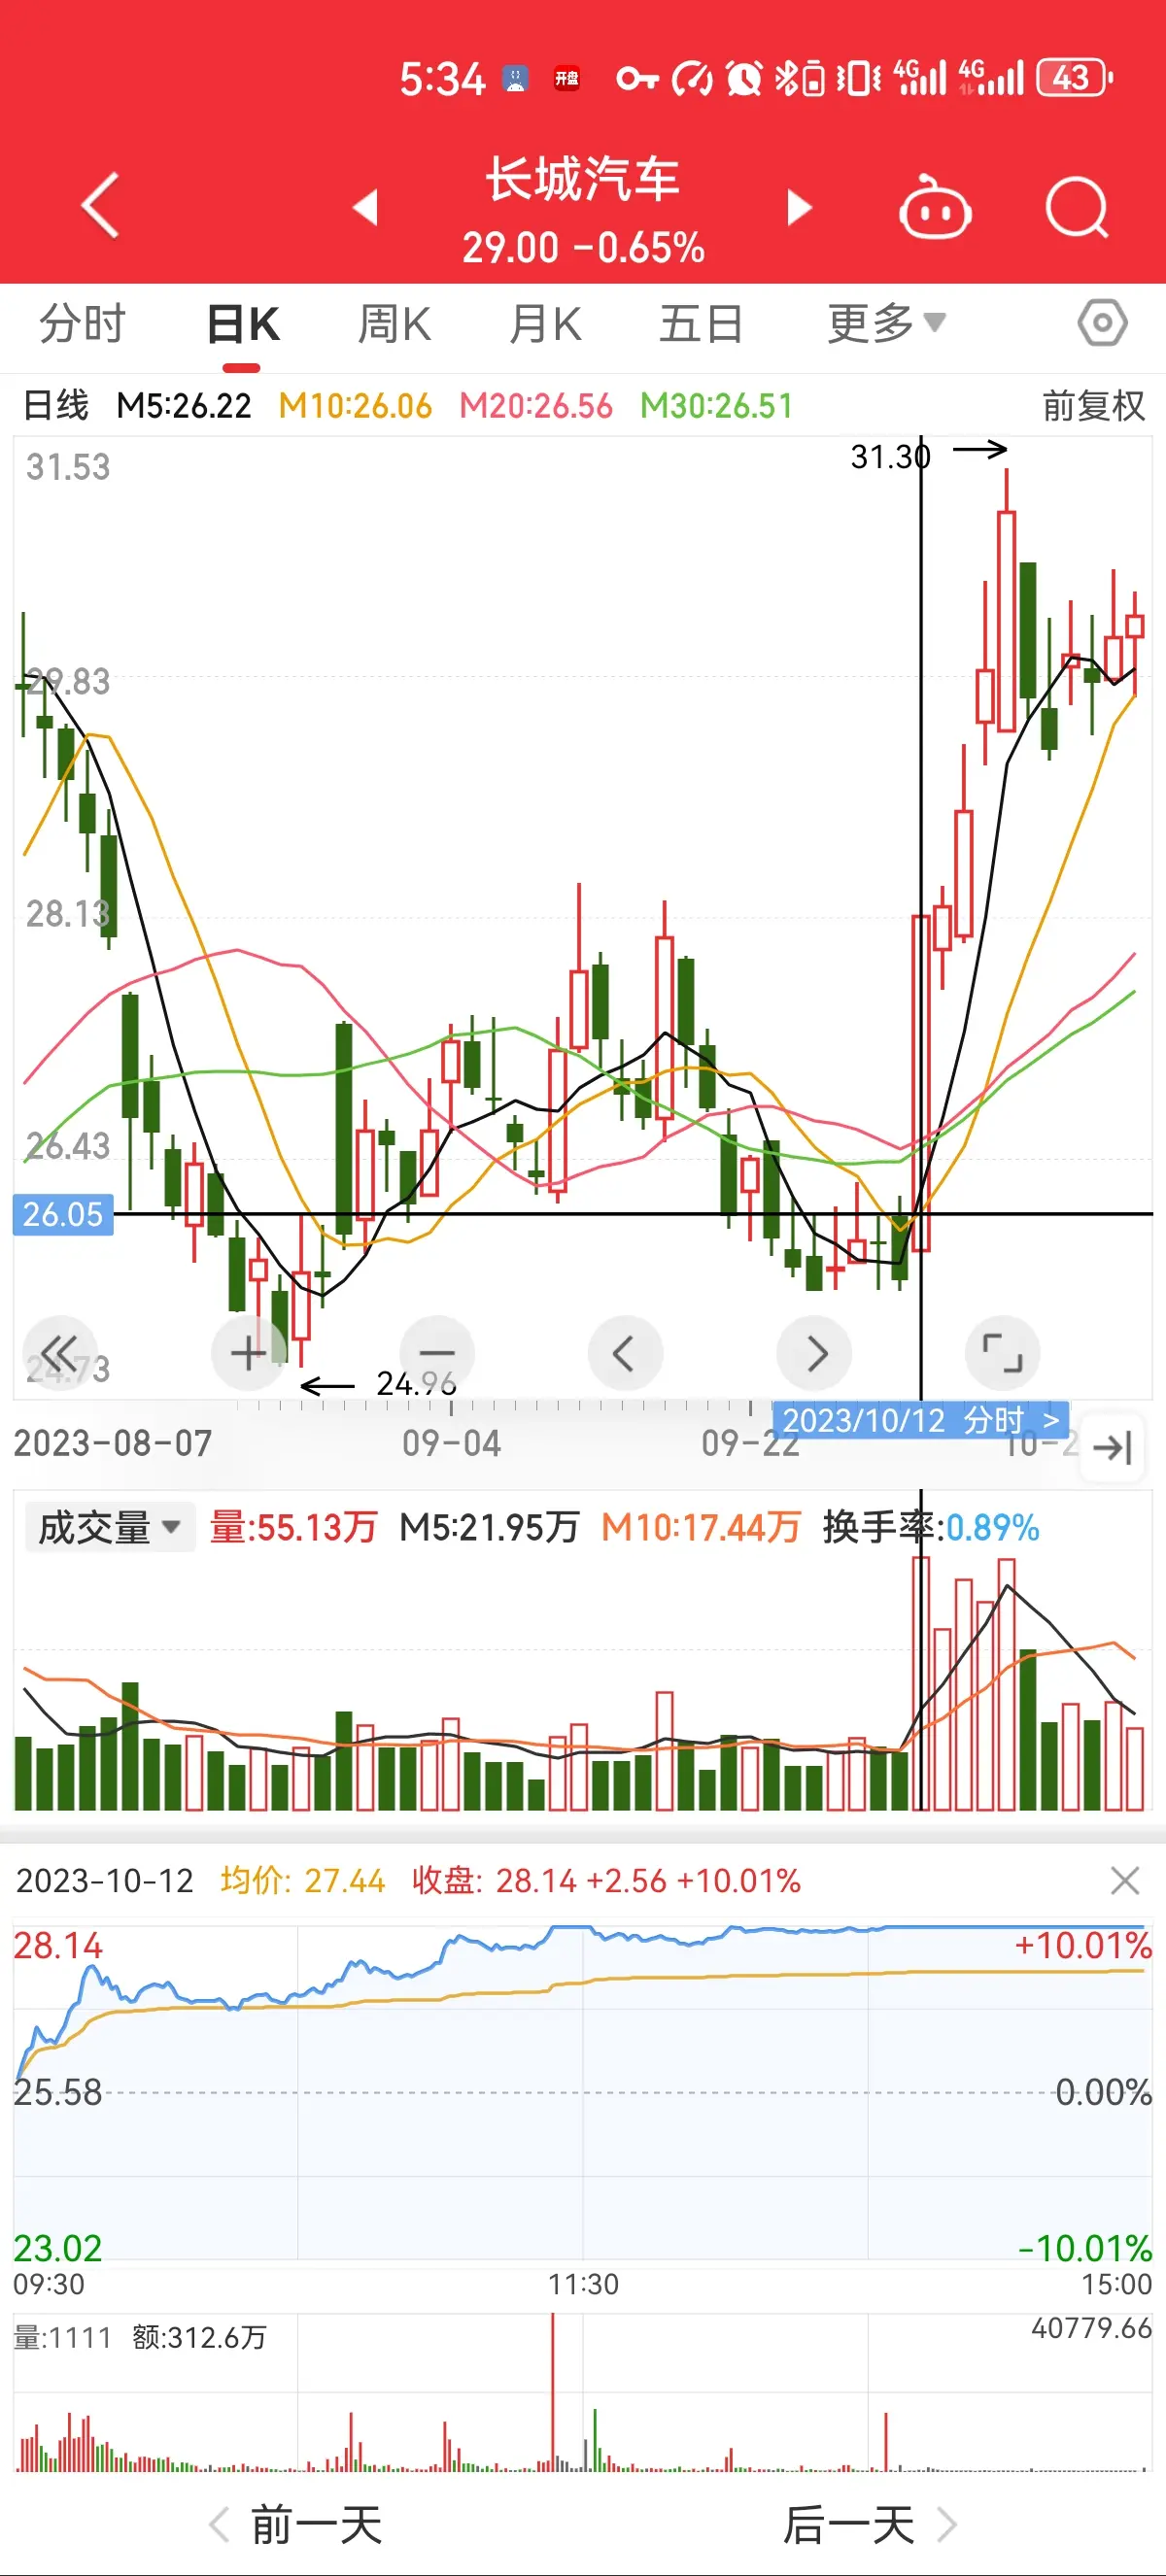 5:34 开盘 4G 4G 43
长城汽车
29.00 -0.65%
分时 日K 周K 月K 五日 更多
日线 M5:26.22 M10:26.06 M20:26.56 M30:26.51 前复权
31.53
31.30
29.83
28.13
26.43
26.05
24.73
24.96
2023/10/12 分时 >
2023-08-07 09-04 09-22 10-2
成交量 量:55.13万 M5:21.95万 M10:17.44万 换手率:0.89%
2023-10-12 均价: 27.44 收盘: 28.14 +2.56 +10.01%
28.14 +10.01%
25.58 0.00%
23.02 -10.01%
09:30 11:30 15:00
量:1111 额:312.6万 40779.66
前一天 后一天